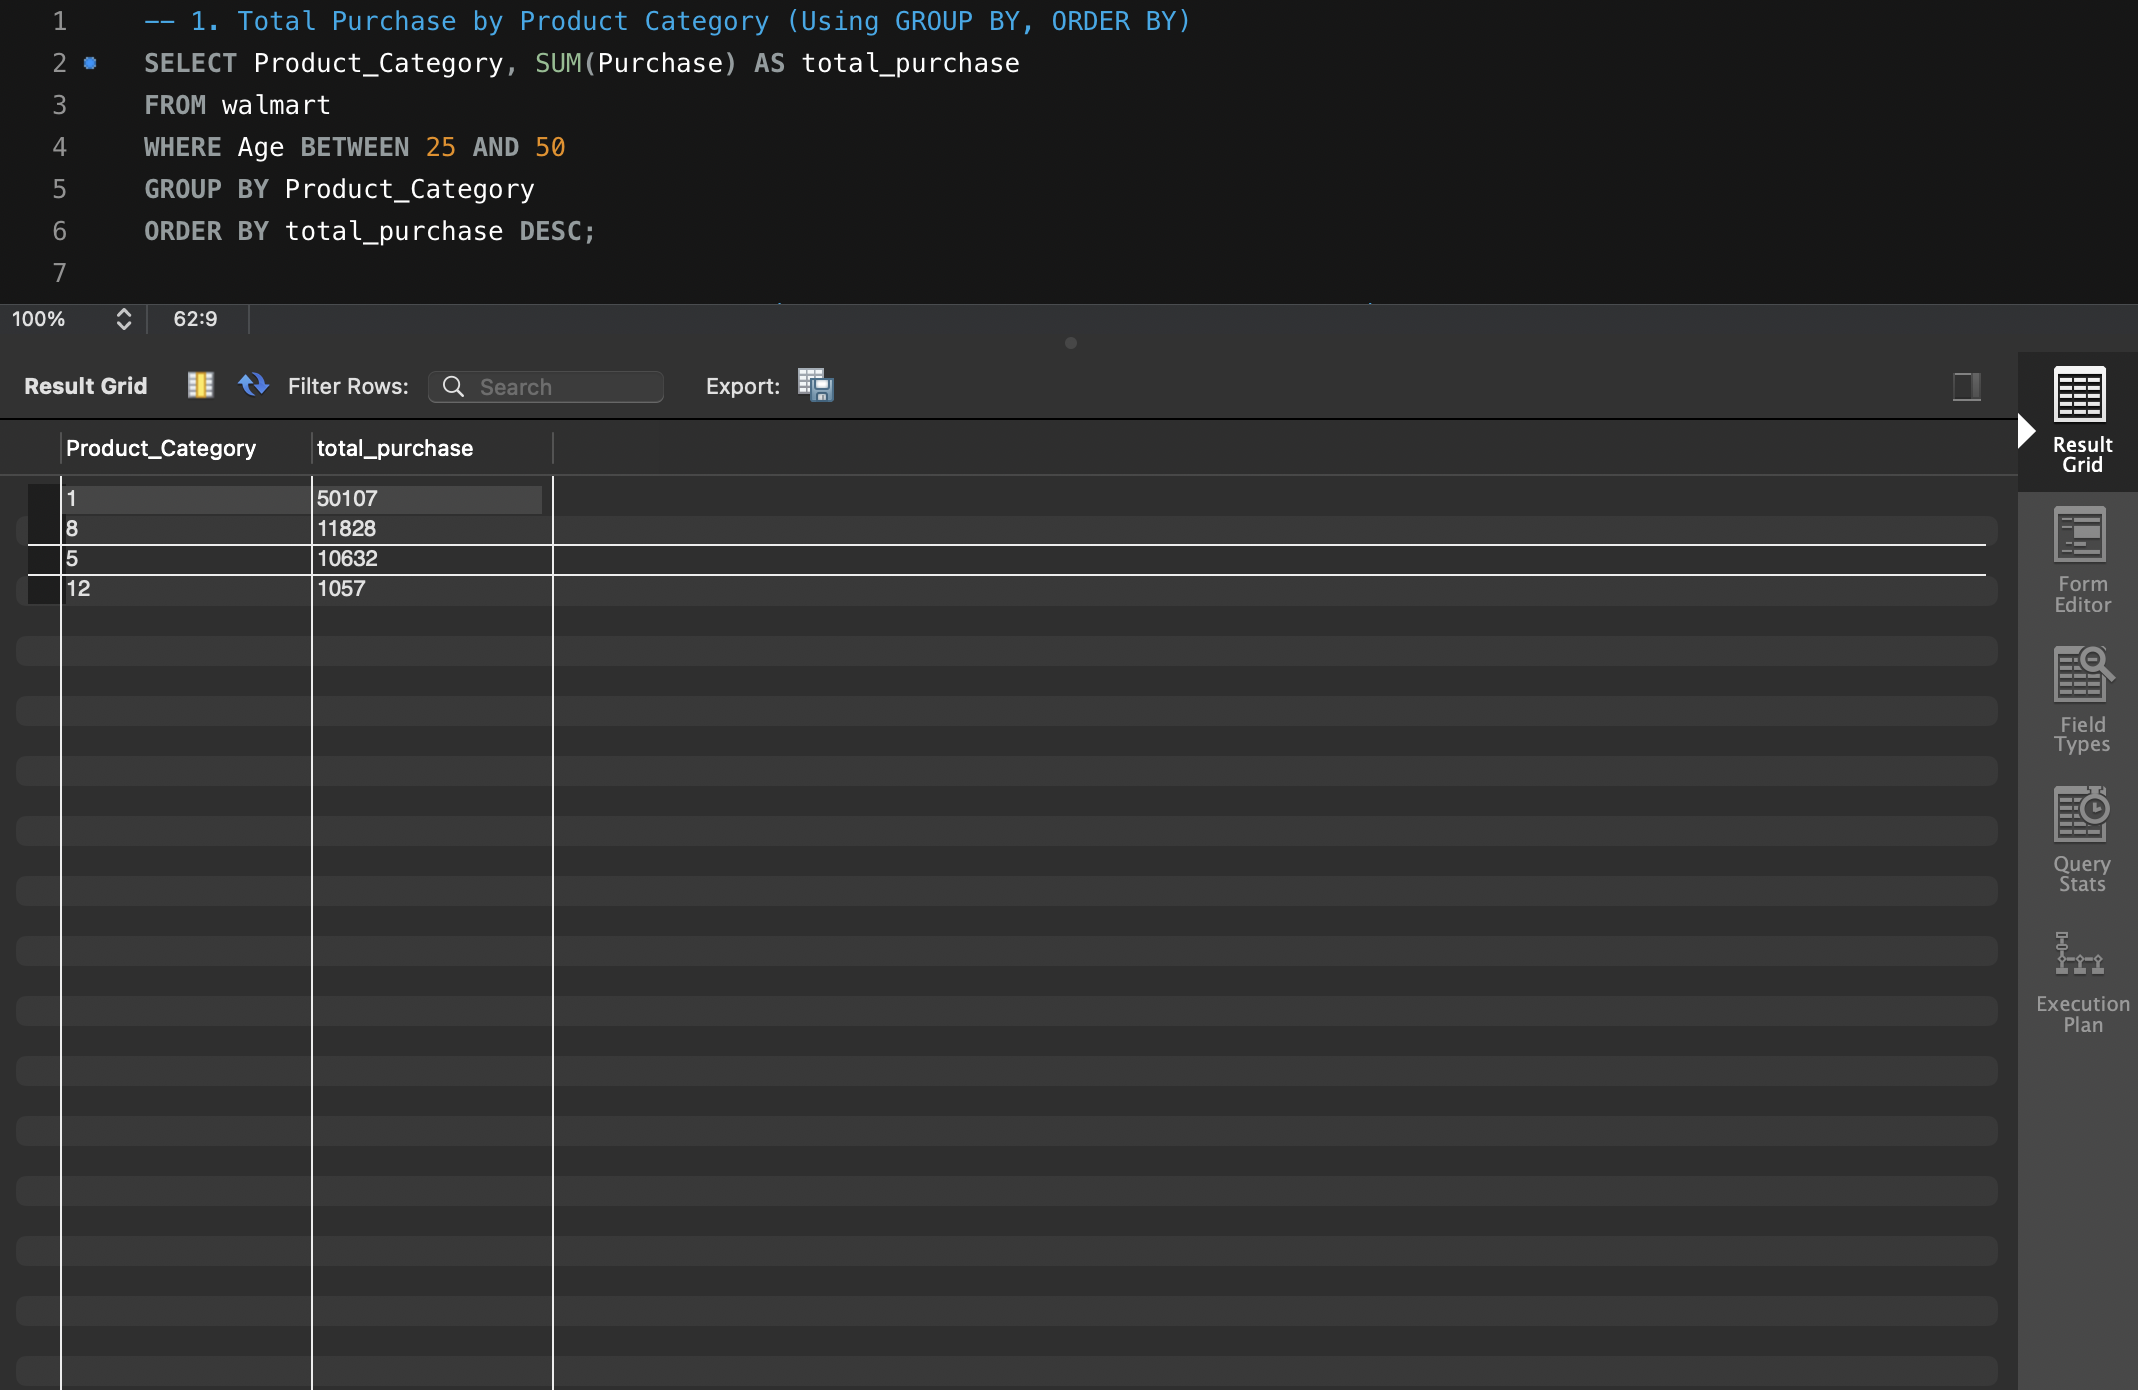 1 -- 1. Total Purchase by Product Category (Using GROUP BY, ORDER BY)
2 SELECT Product_Category, SUM(Purchase) AS total_purchase
3 FROM walmart
4 WHERE Age BETWEEN 25 AND 50
5 GROUP BY Product_Category
6 ORDER BY total_purchase DESC;
7
100% 62:9
Result Grid Filter Rows: Search Export:
Product_Category total_purchase
1 50107
8 11828
5 10632
12 1057
Result
Grid
Form
Editor
Field
Types
Query
Stats
Execution
Plan